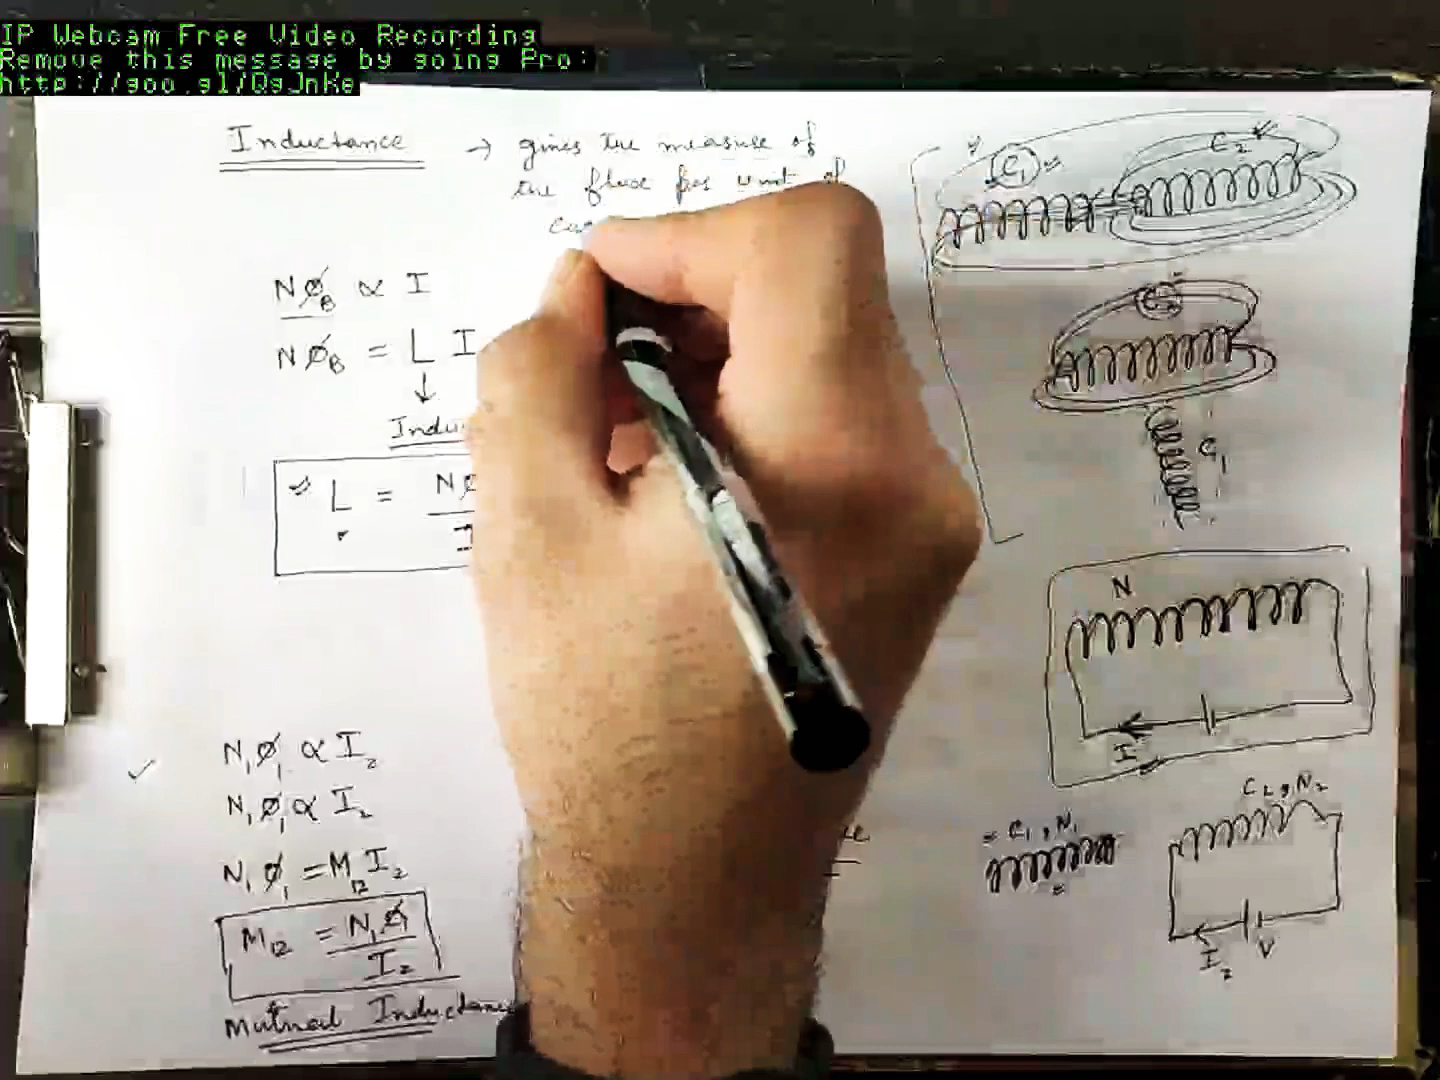 IP Webcam Free Video Recording
Remove this message by going Pro:
http://goo.gl/QgJnKe
Inductance → gives the measure of
the flux per unit of
NØB ∝ I
NØB = L I
↓
L =
N1Ø1 ∝ I2
N1Ø1 ∝ I2
N1Ø1 = M12 I2
M12 = N1Ø1
I2
Mutual Inductance
C1
C2
C2
C1
N
I
C1, N1
C2, N2
I2
V